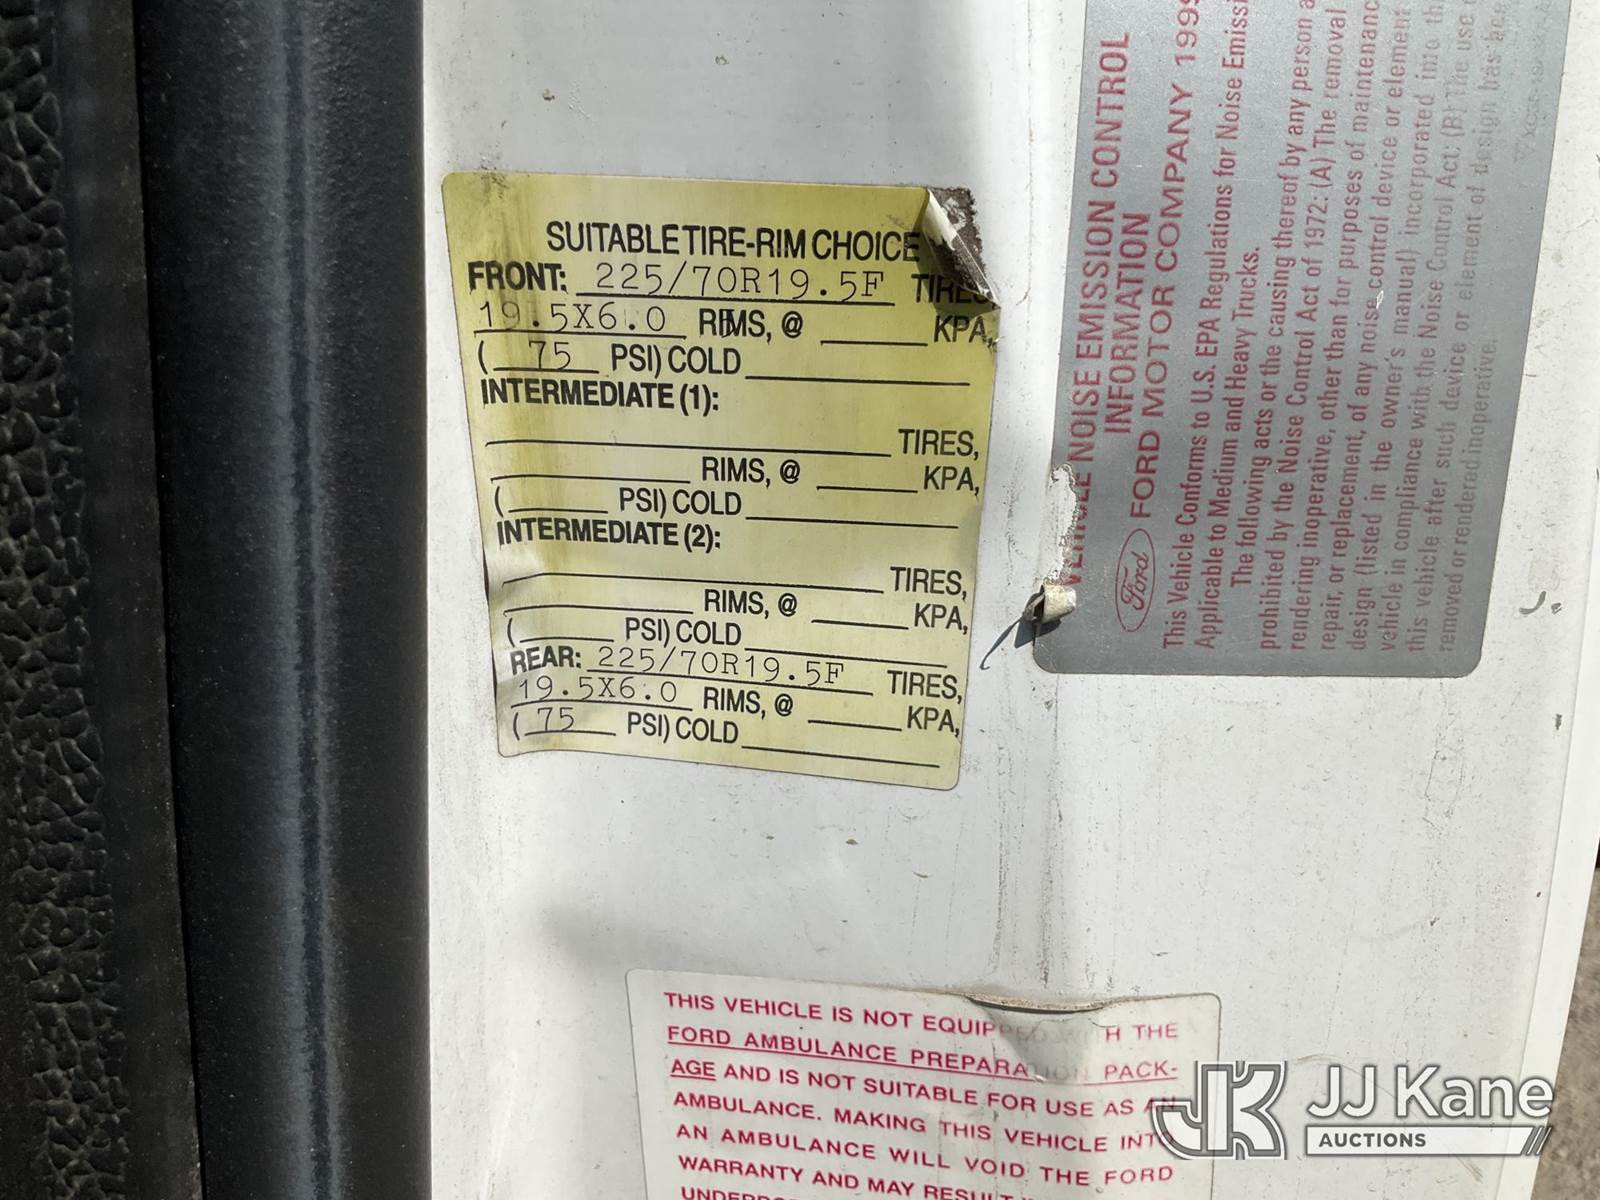 SUITABLE TIRE-RIM CHOICE
FRONT: 225/70R19.5F TIRES,
19.5X6.0 RIMS, @ ____ KPA,
( 75 PSI) COLD
INTERMEDIATE (1):
TIRES,
RIMS, @ ____ KPA,
( ____ PSI) COLD
INTERMEDIATE (2):
TIRES,
RIMS, @ ____ KPA,
( ____ PSI) COLD
REAR: 225/70R19.5F TIRES,
19.5X6.0 RIMS, @ ____ KPA,
( 75 PSI) COLD
VEHICLE NOISE EMISSION CONTROL
INFORMATION
Ford FORD MOTOR COMPANY 199
This Vehicle Conforms to U.S. EPA Regulations for Noise
Applicable to Medium and Heavy Trucks.
The following acts or the causing thereof by any person
prohibited by the Noise Control Act of 1972: (A) The removal
rendering inoperative, other than for purposes of maintenance
repair, or replacement, of any noise control device or element
design (listed in the owner's manual) incorporated into
vehicle in compliance with the Noise Control Act; (B) The use
this vehicle after such device or element of design has
removed or rendered inoperative.
THIS VEHICLE IS NOT EQUIPPED WITH THE
FORD AMBULANCE PREPARATION PACK-
AGE AND IS NOT SUITABLE FOR USE AS AN
AMBULANCE. MAKING THIS VEHICLE INTO
AN AMBULANCE WILL VOID THE FORD
WARRANTY AND MAY RESULT
JJ Kane
AUCTIONS